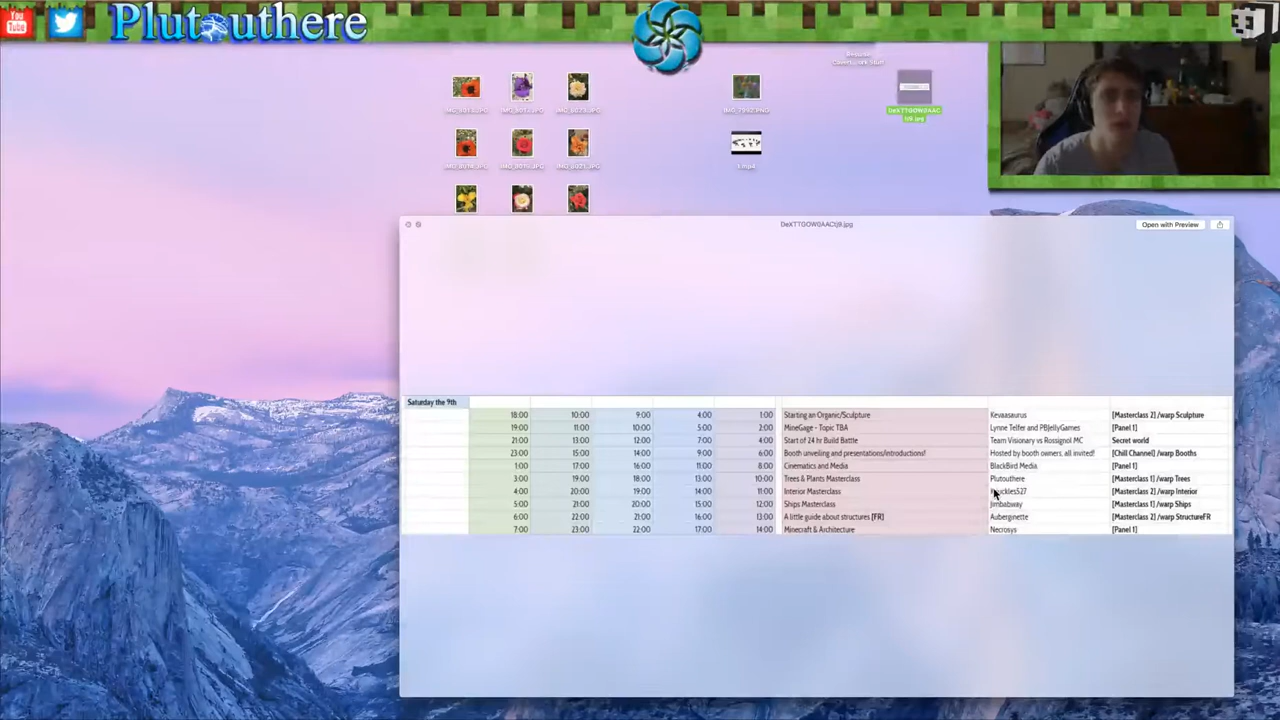 You
Tube
Plutouthere
DeXTTGOW0AACtj9.jpg
Open with Preview
Saturday the 9th
18:00 10:00 9:00 4:00 1:00 Starting an Organic/Sculpture Kevaasaurus [Masterclass 2] /warp Sculpture
19:00 11:00 10:00 5:00 2:00 MineGage - Topic TBA Lynne Telfer and PBJellyGames [Panel 1]
21:00 13:00 12:00 7:00 4:00 Start of 24 hr Build Battle Team Visionary vs Rossignol MC Secret world
23:00 15:00 14:00 9:00 6:00 Booth unveiling and presentations/introductions! Hosted by booth owners, all invited! [Chill Channel] /warp Booths
1:00 17:00 16:00 11:00 8:00 Cinematics and Media BlackBird Media [Panel 1]
3:00 19:00 18:00 13:00 10:00 Trees & Plants Masterclass Plutouthere [Masterclass 1] /warp Trees
4:00 20:00 19:00 14:00 11:00 Interior Masterclass [Masterclass 2] /warp Interior
5:00 21:00 20:00 15:00 12:00 Ships Masterclass Jimbabway [Masterclass 1] /warp Ships
6:00 22:00 21:00 16:00 13:00 A little guide about structures [FR] Auberginette [Masterclass 2] /warp StructureFR
7:00 23:00 22:00 17:00 14:00 Minecraft & Architecture Necrosys [Panel 1]